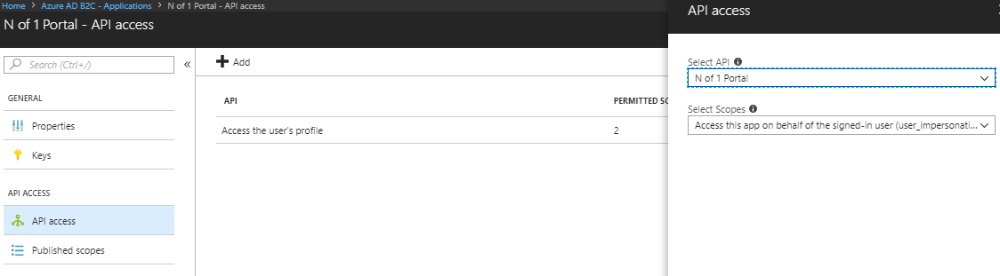 Home > Azure AD B2C - Applications > N of 1 Portal - API access
N of 1 Portal - API access
Search (Ctrl+/)
«
GENERAL
Properties
Keys
API ACCESS
API access
Published scopes
Add
API
PERMITTED SC
Access the user's profile
2
API access
Select API
N of 1 Portal
Select Scopes
Access this app on behalf of the signed-in user (user_impersonati...